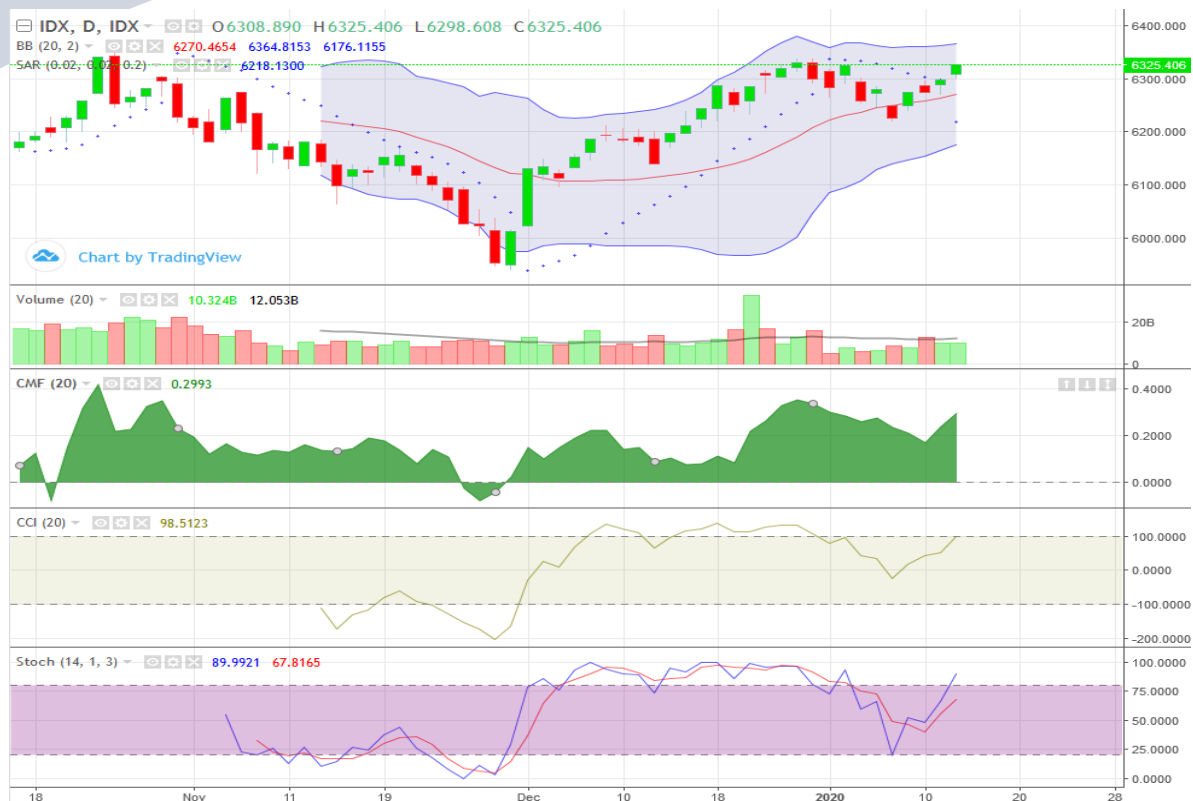 IDX, D, IDX O6308.890 H6325.406 L6298.608 C6325.406
BB (20, 2) 6270.4654 6364.8153 6176.1155
SAR (0.02, 0.02, 0.2) 6218.1300
6400.000
6325.406
6300.000
6200.000
6100.000
6000.000
Chart by TradingView
Volume (20) 10.324B 12.053B
20B
0
CMF (20) 0.2993
0.4000
0.2000
0.0000
CCI (20) 98.5123
100.0000
0.0000
-100.0000
-200.0000
Stoch (14, 1, 3) 89.9921 67.8165
100.0000
75.0000
50.0000
25.0000
0.0000
18 Nov 11 19 Dec 10 18 2020 10 20 28